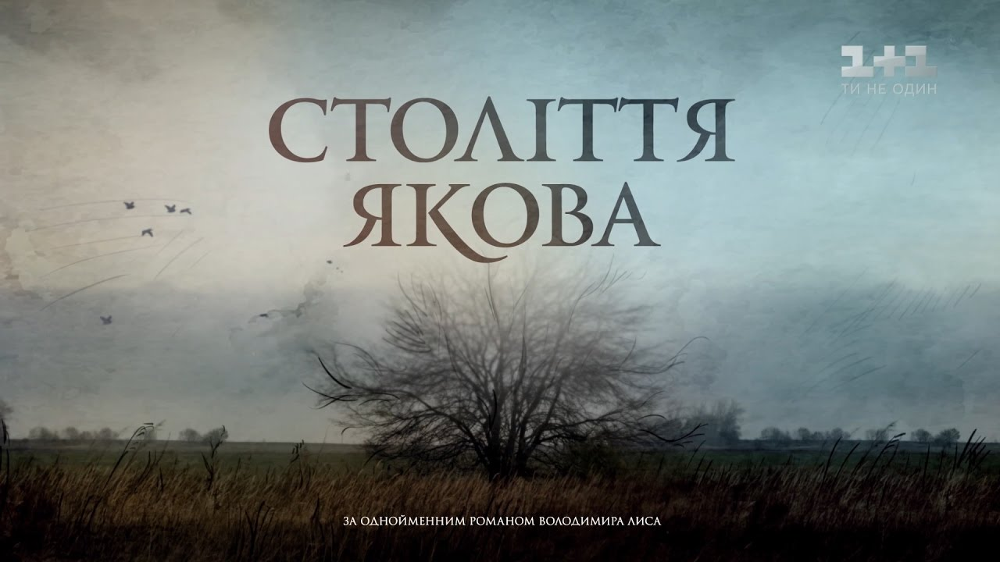 1+1
ТИ НЕ ОДИН
СТОЛІТТЯ
ЯКОВА
ЗА ОДНОЙМЕННИМ РОМАНОМ ВОЛОДИМИРА ЛИСА